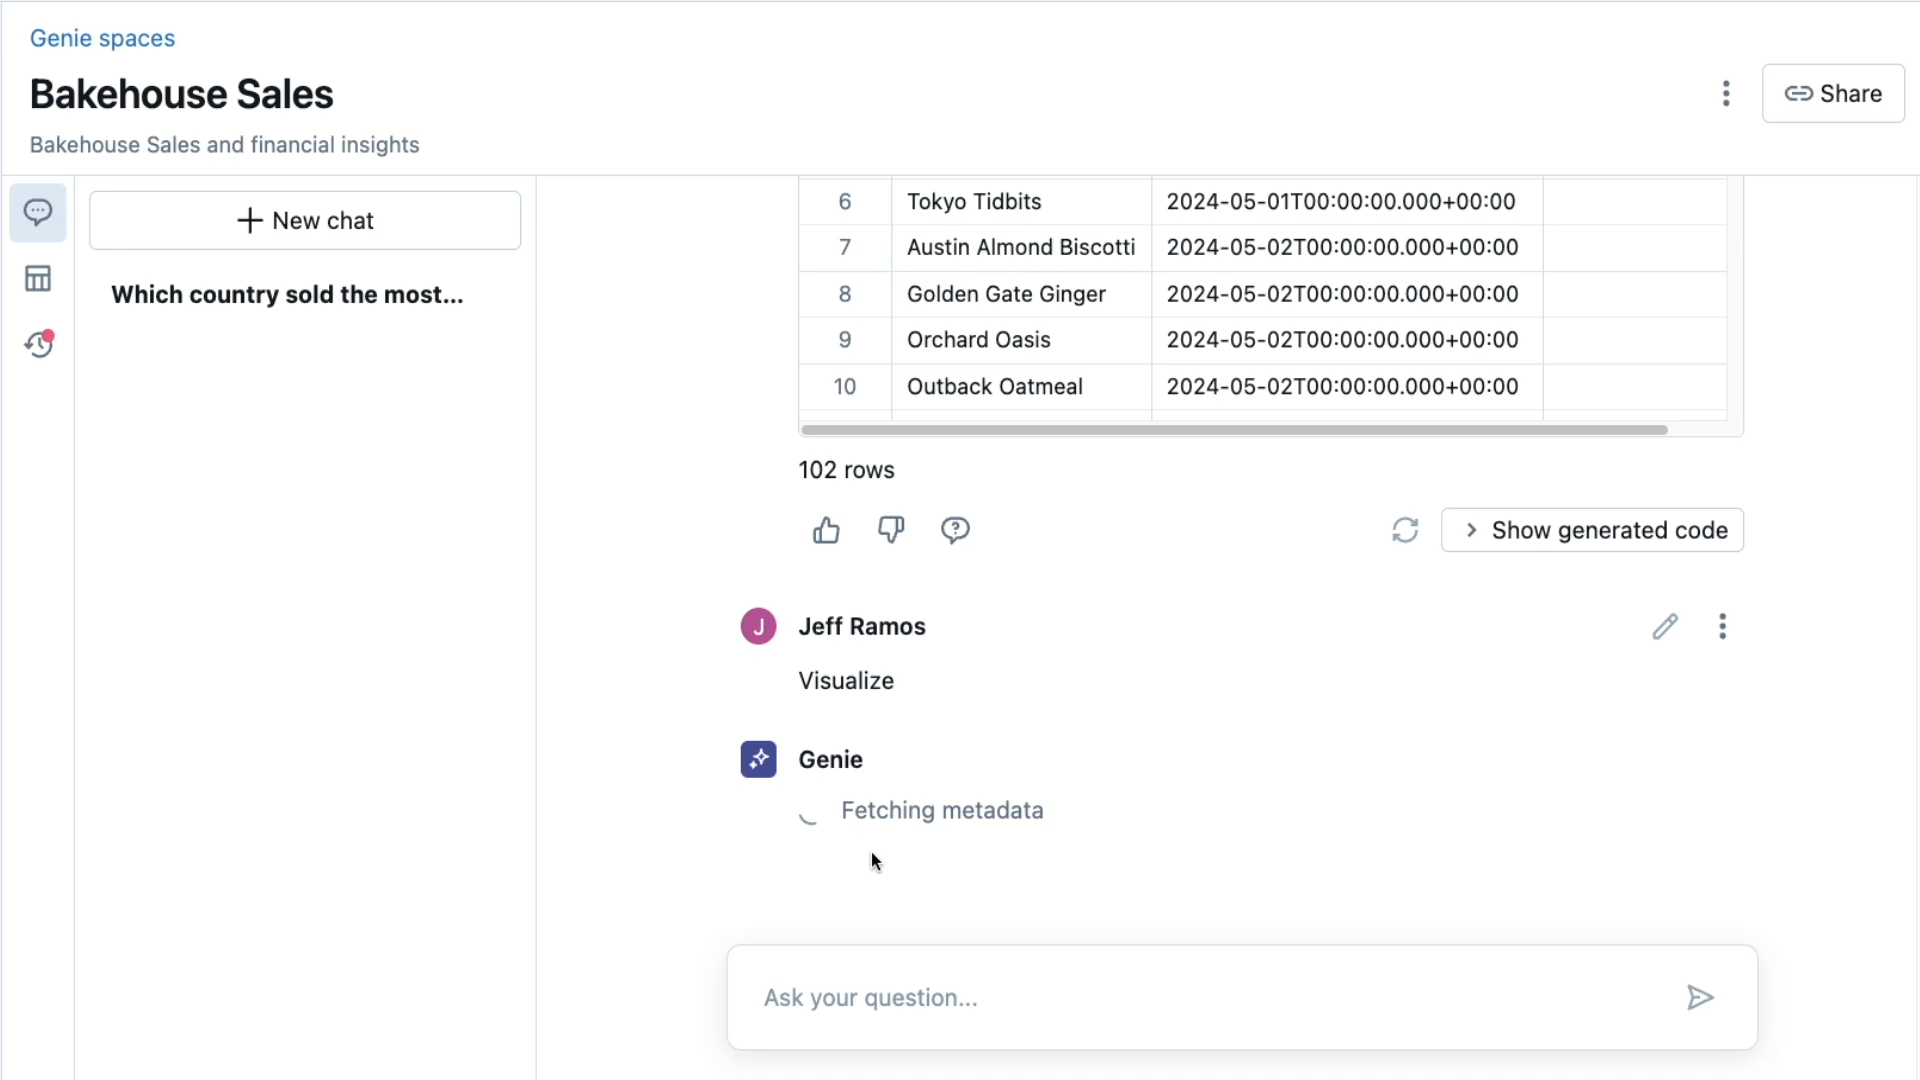 Genie spaces
Bakehouse Sales
Share
Bakehouse Sales and financial insights
New chat
Which country sold the most...
6 Tokyo Tidbits 2024-05-01T00:00:00.000+00:00
7 Austin Almond Biscotti 2024-05-02T00:00:00.000+00:00
8 Golden Gate Ginger 2024-05-02T00:00:00.000+00:00
9 Orchard Oasis 2024-05-02T00:00:00.000+00:00
10 Outback Oatmeal 2024-05-02T00:00:00.000+00:00
102 rows
Show generated code
J Jeff Ramos
Visualize
Genie
Fetching metadata
Ask your question...